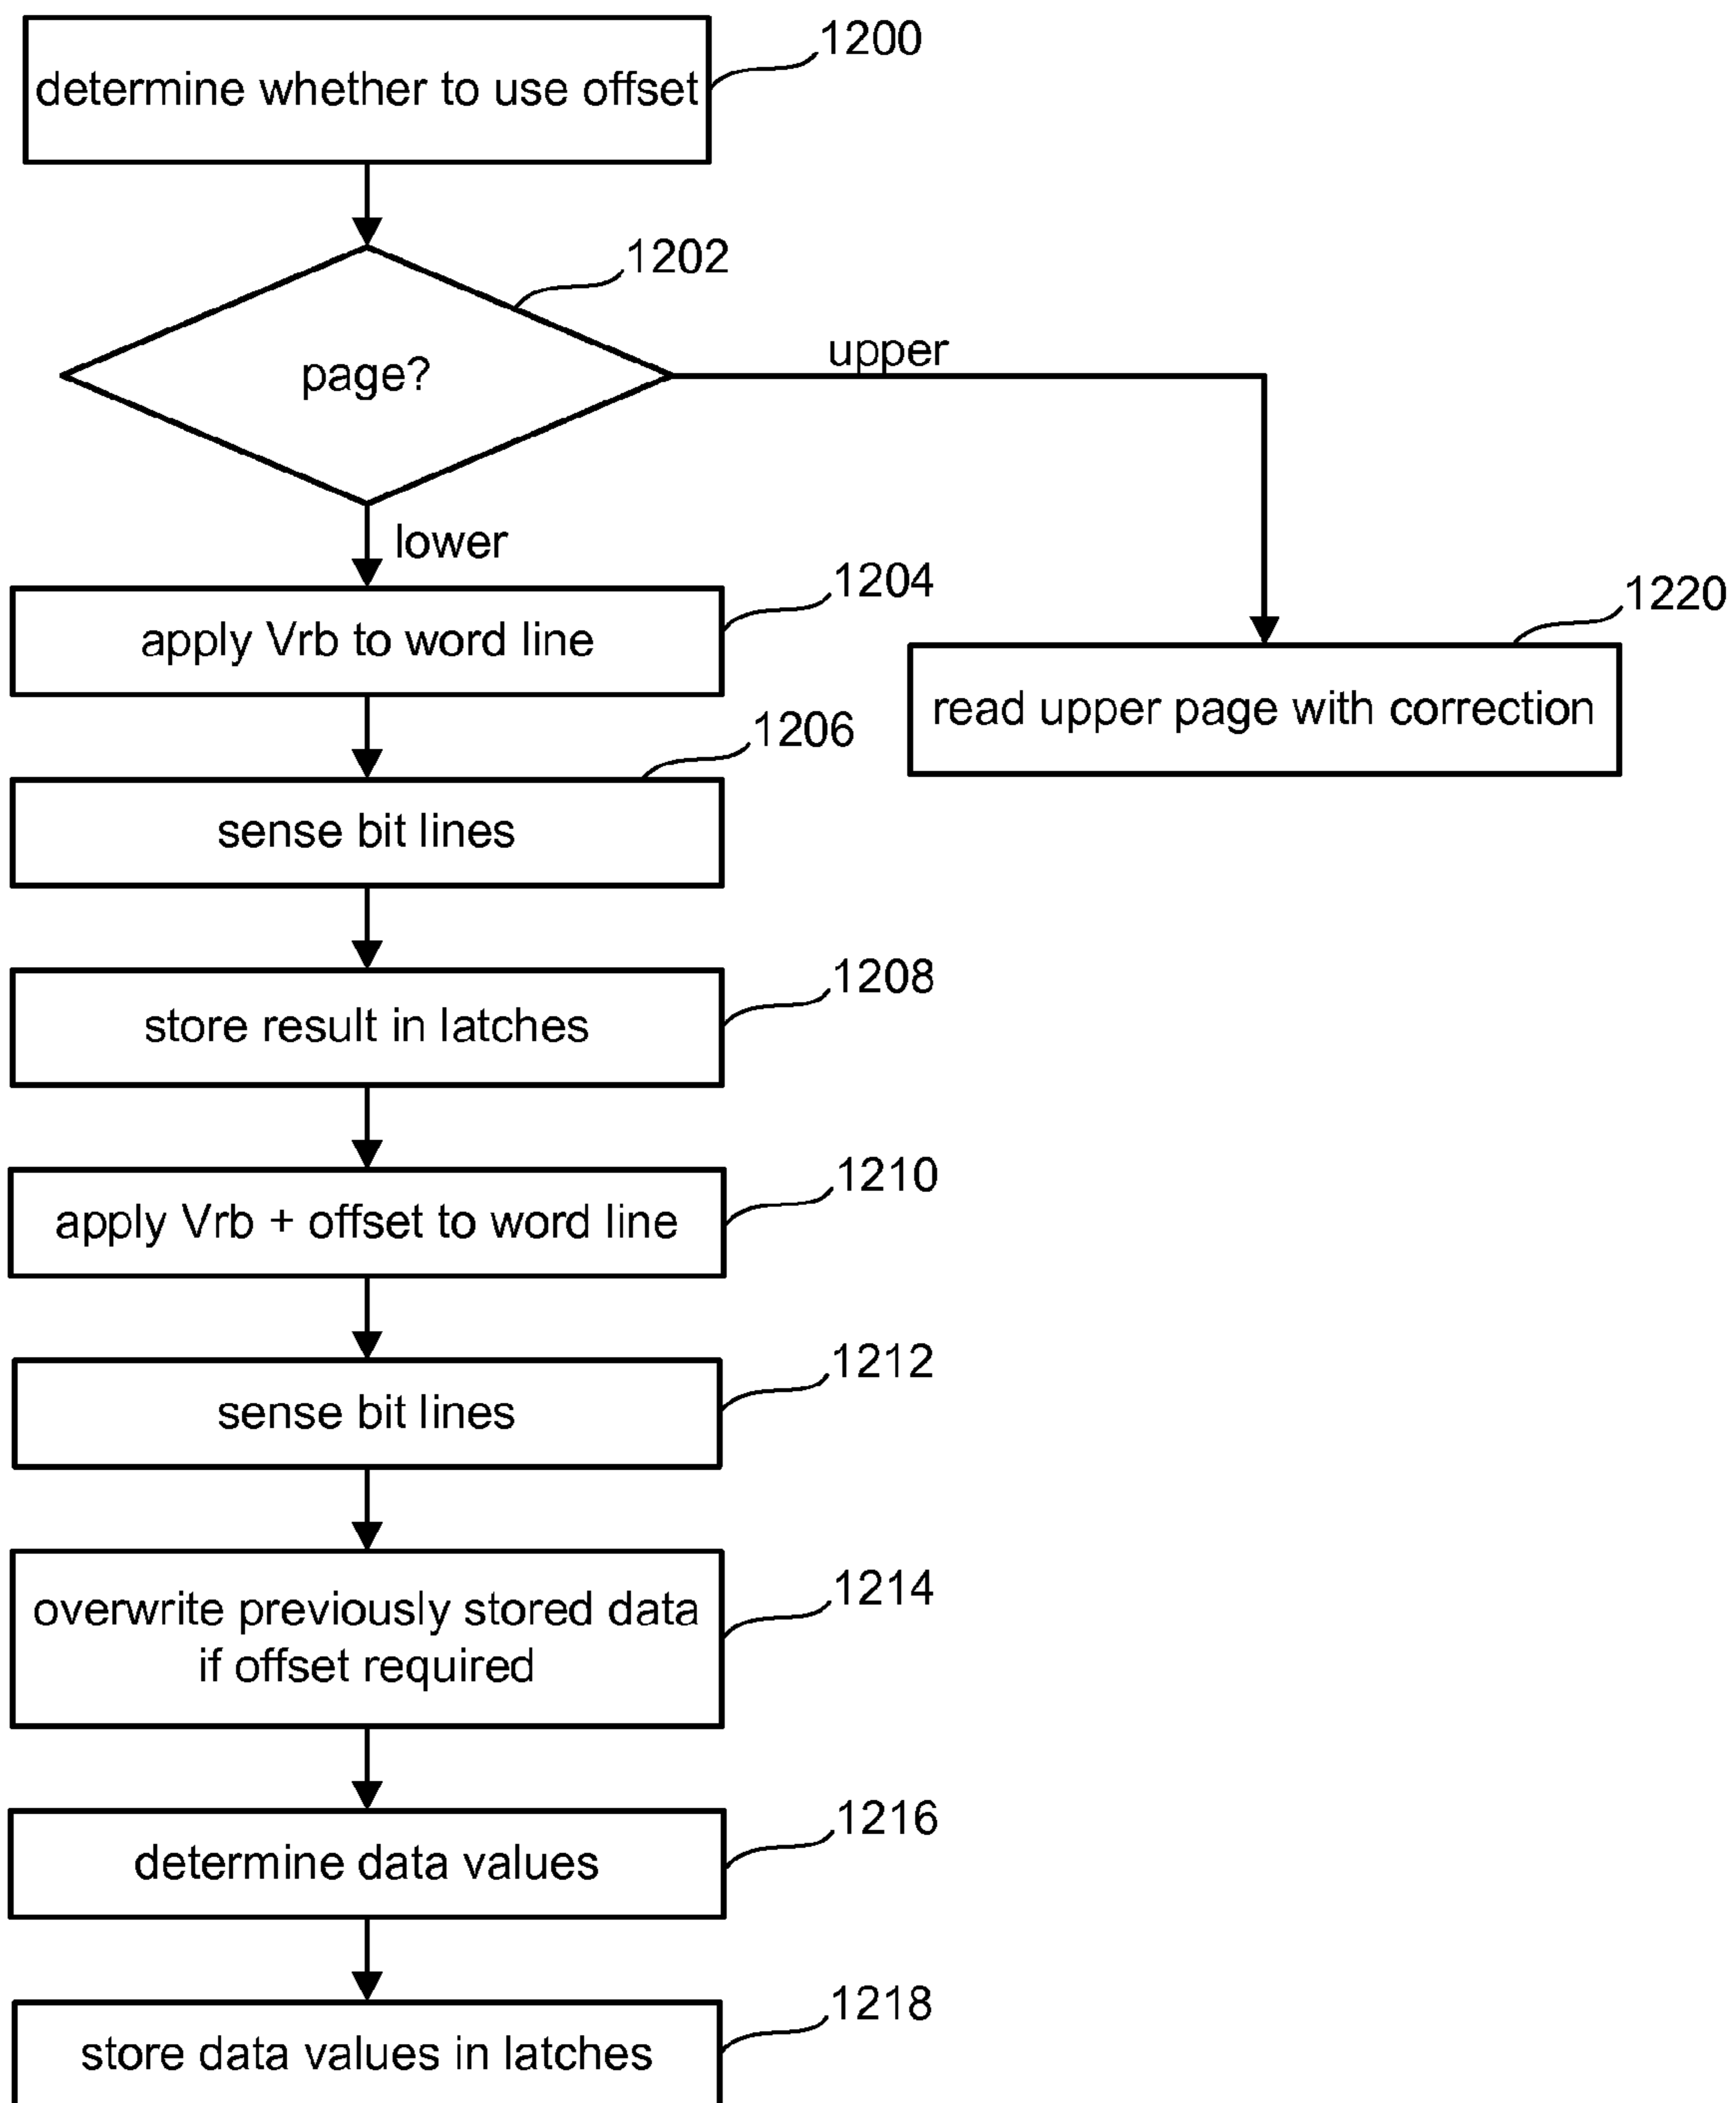 1200
determine whether to use offset
1202
page?
upper
lower
1204
apply Vrb to word line
1220
read upper page with correction
1206
sense bit lines
1208
store result in latches
1210
apply Vrb + offset to word line
1212
sense bit lines
1214
overwrite previously stored data
if offset required
1216
determine data values
1218
store data values in latches